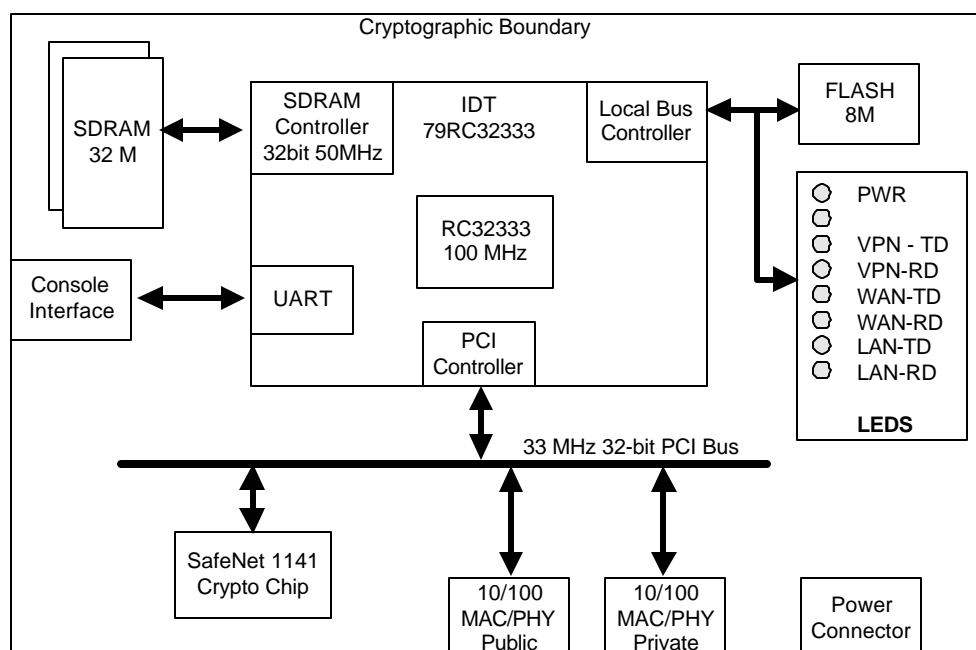 Cryptographic Boundary
SDRAM
32 M
SDRAM
Controller
32bit 50MHz
IDT
79RC32333
Local Bus
Controller
FLASH
8M
RC32333
100 MHz
PWR
VPN - TD
VPN-RD
WAN-TD
WAN-RD
LAN-TD
LAN-RD
LEDS
Console
Interface
UART
PCI
Controller
33 MHz 32-bit PCI Bus
SafeNet 1141
Crypto Chip
10/100
MAC/PHY
Public
10/100
MAC/PHY
Private
Power
Connector